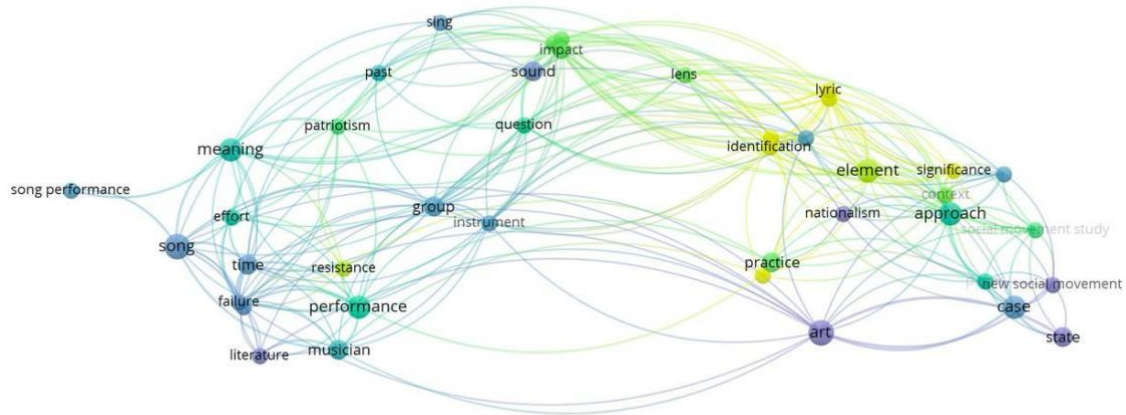 sing
impact
past
sound
lens
lyric
patriotism
question
meaning
identification
element
significance
song performance
context
group
nationalism
approach
effort
instrument
social movement study
song
time
resistance
practice
new social movement
failure
performance
case
art
state
literature
musician